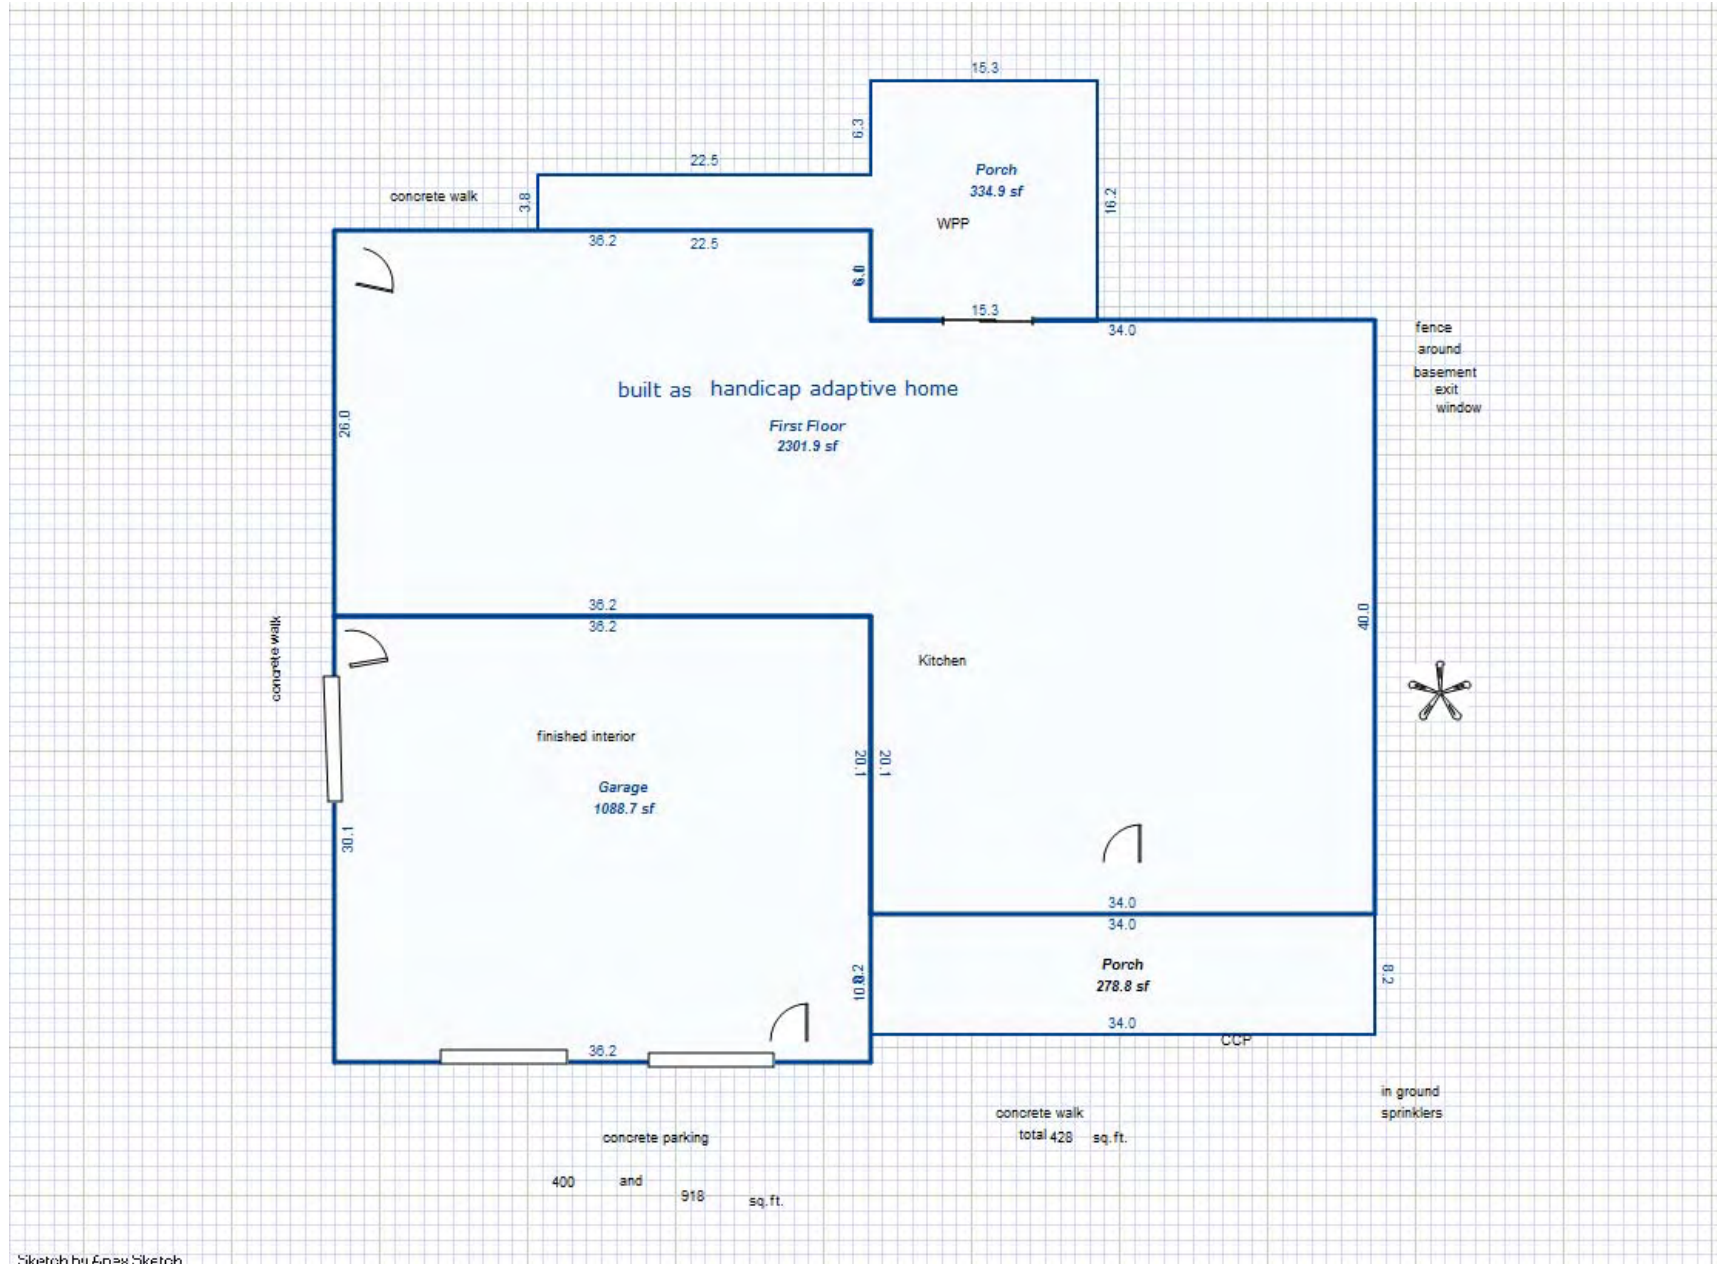 15.3
6.3
22.5
Porch
334.9 sf
concrete walk
3.8
16.2
WPP
36.2
22.5
15.3
34.0
fence
around
basement
exit
window
built as handicap adaptive home
26.0
First Floor
2301.9 sf
36.2
36.2
40.0
concrete walk
Kitchen
finished interior
20.1
20.1
Garage
1088.7 sf
30.1
34.0
34.0
Porch
278.8 sf
8.2
34.0
CCP
36.2
in ground
sprinklers
concrete walk
total 428 sq.ft.
concrete parking
400 and
918 sq.ft.
Sketch by Apex Sketch